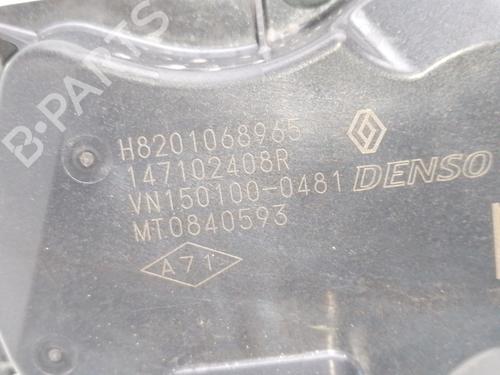 H8201068965
147102408R
VN150100-0481 DENSO
MT0840593
A71
B-PARTS